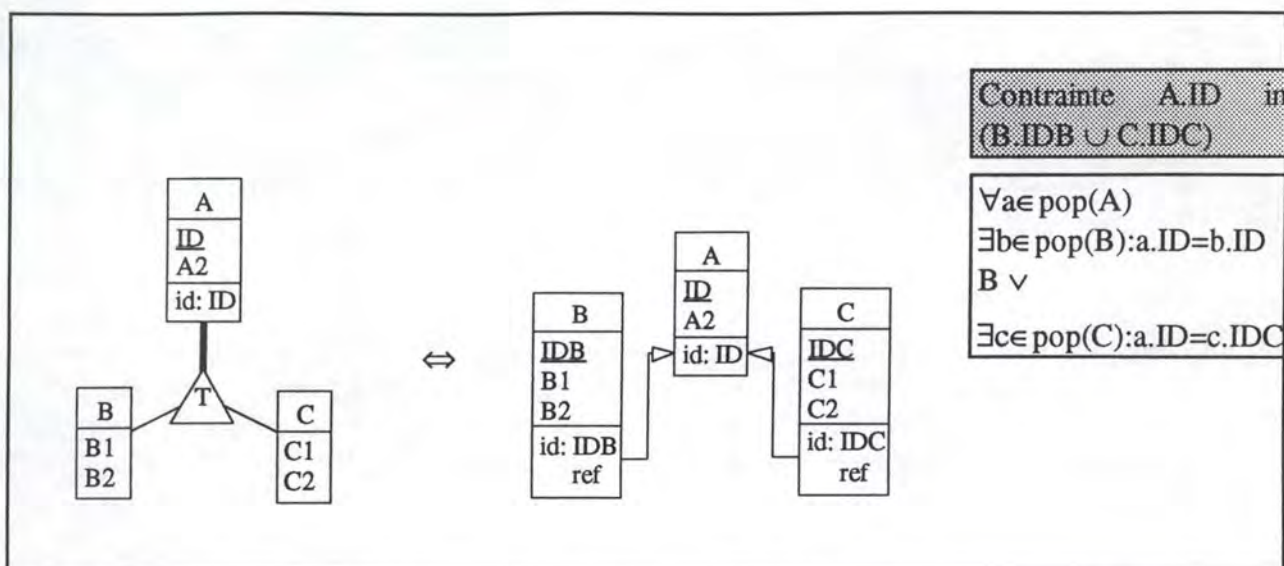 Contrainte A.ID in
(B.IDB ∪ C.IDC)
∀a∈pop(A)
∃b∈pop(B):a.ID=b.ID
B ∨
∃c∈pop(C):a.ID=c.IDC
A
ID
A2
id: ID
T
B
B1
B2
C
C1
C2
⇔
B
IDB
B1
B2
id: IDB
ref
A
ID
A2
id: ID
C
IDC
C1
C2
id: IDC
ref